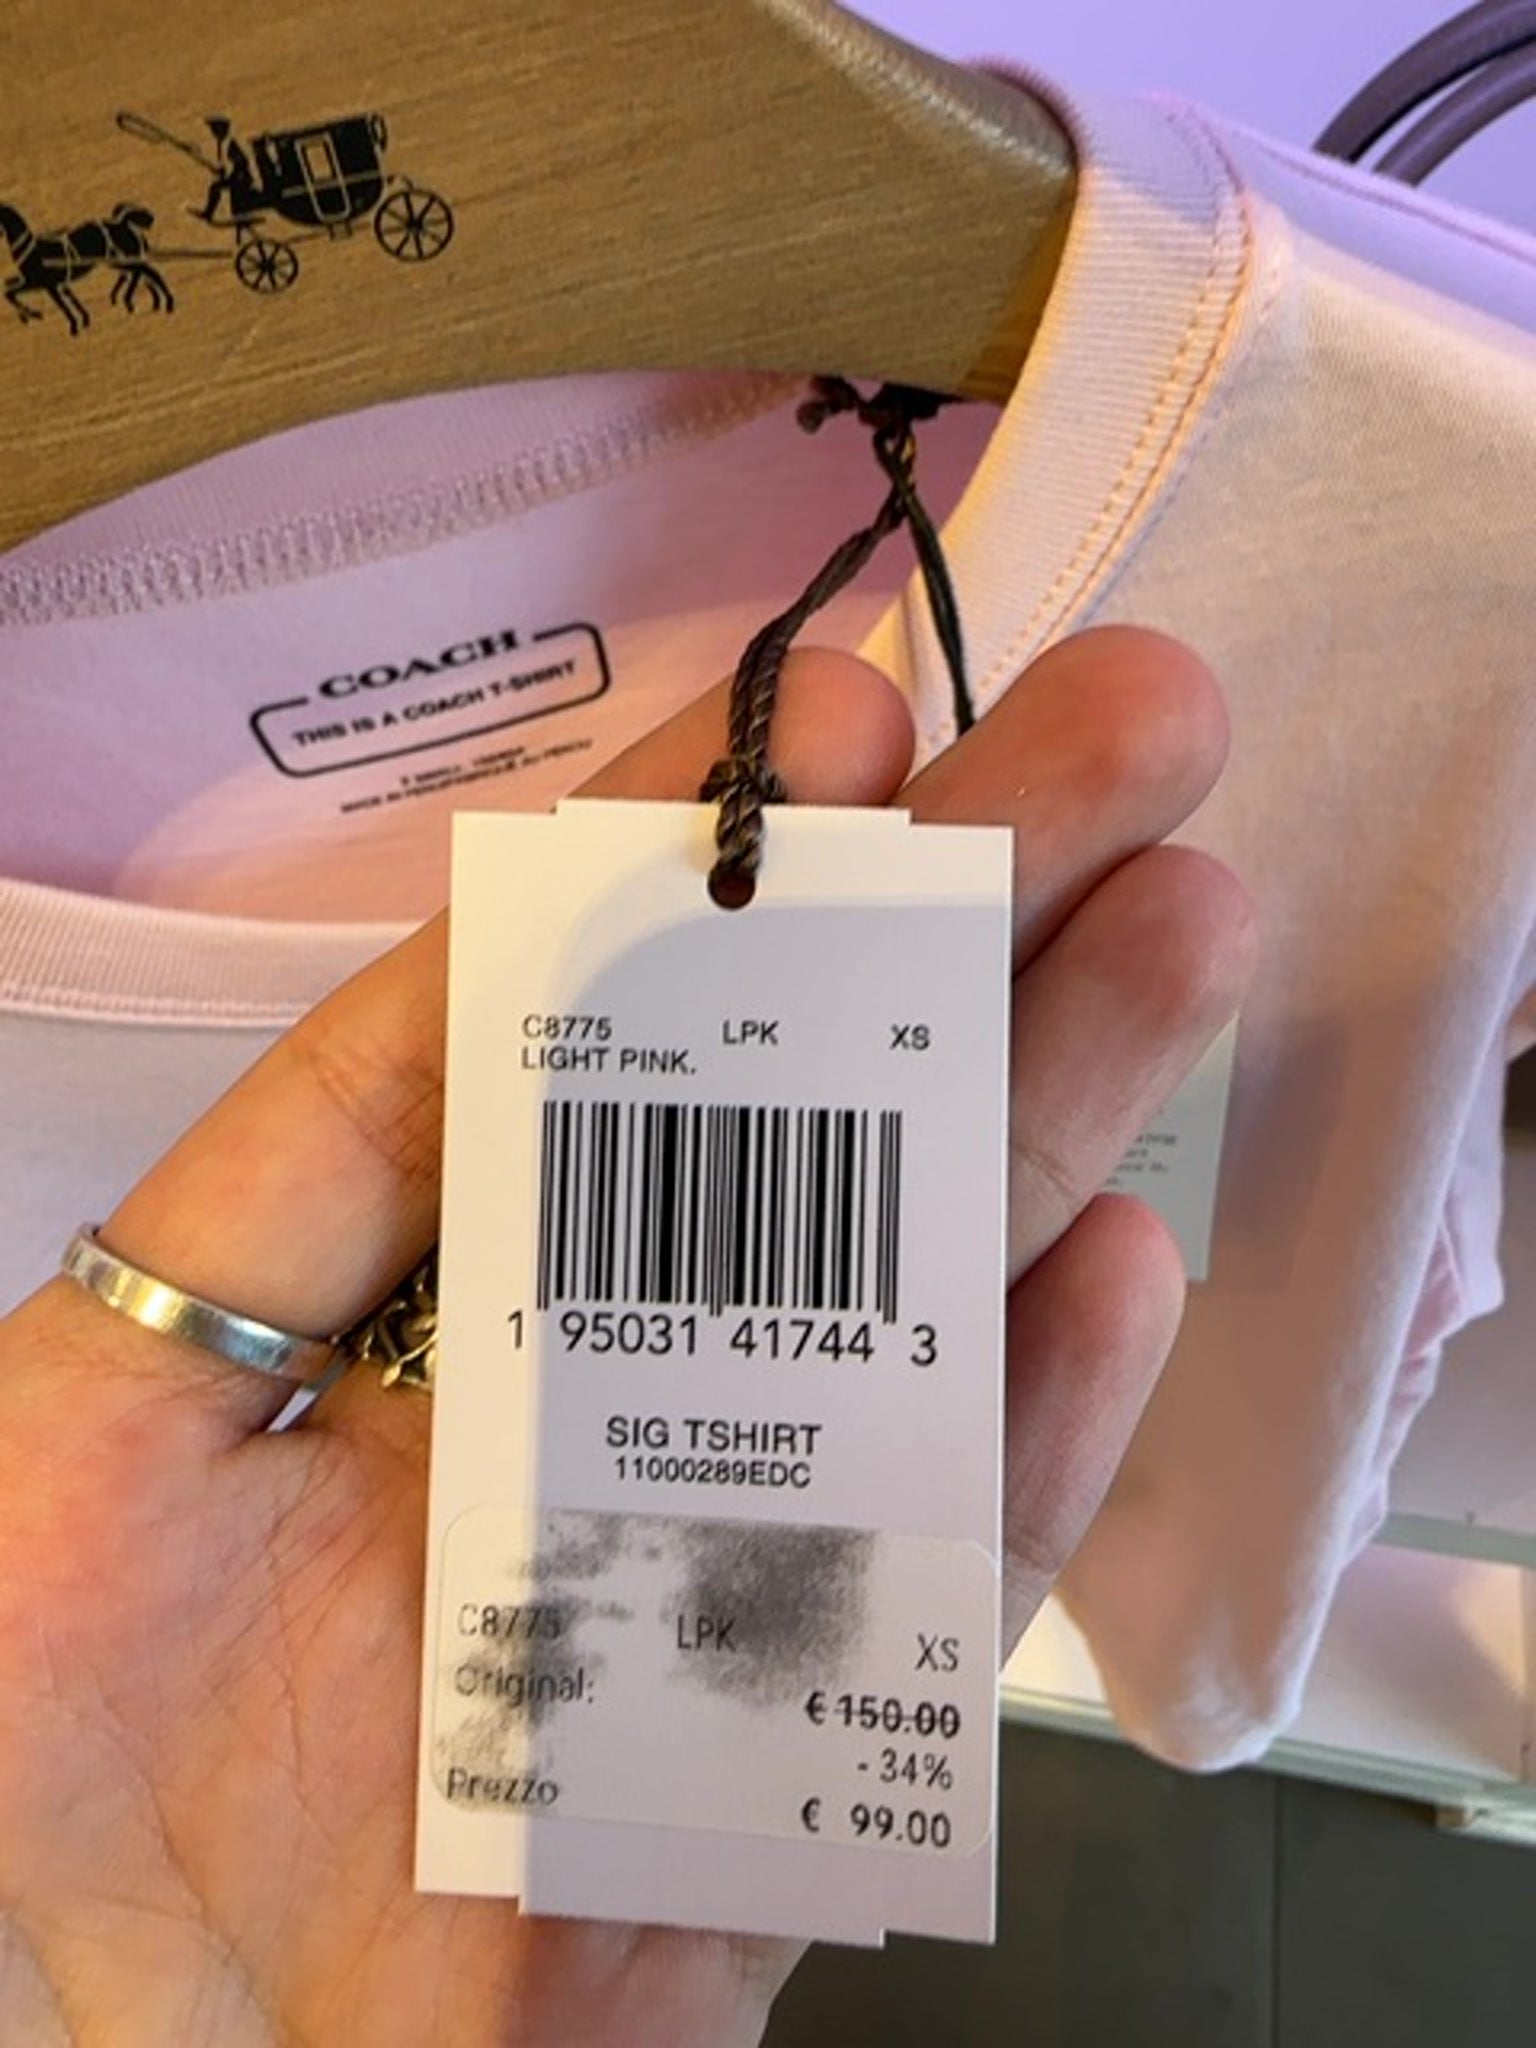 COACH
THIS IS A COACH T-SHIRT
C8775 LPK XS
LIGHT PINK.
1 95031 41744 3
SIG TSHIRT
11000289EDC
C8775 LPK XS
Original:
€ 150.00
- 34%
Prezzo
€ 99.00